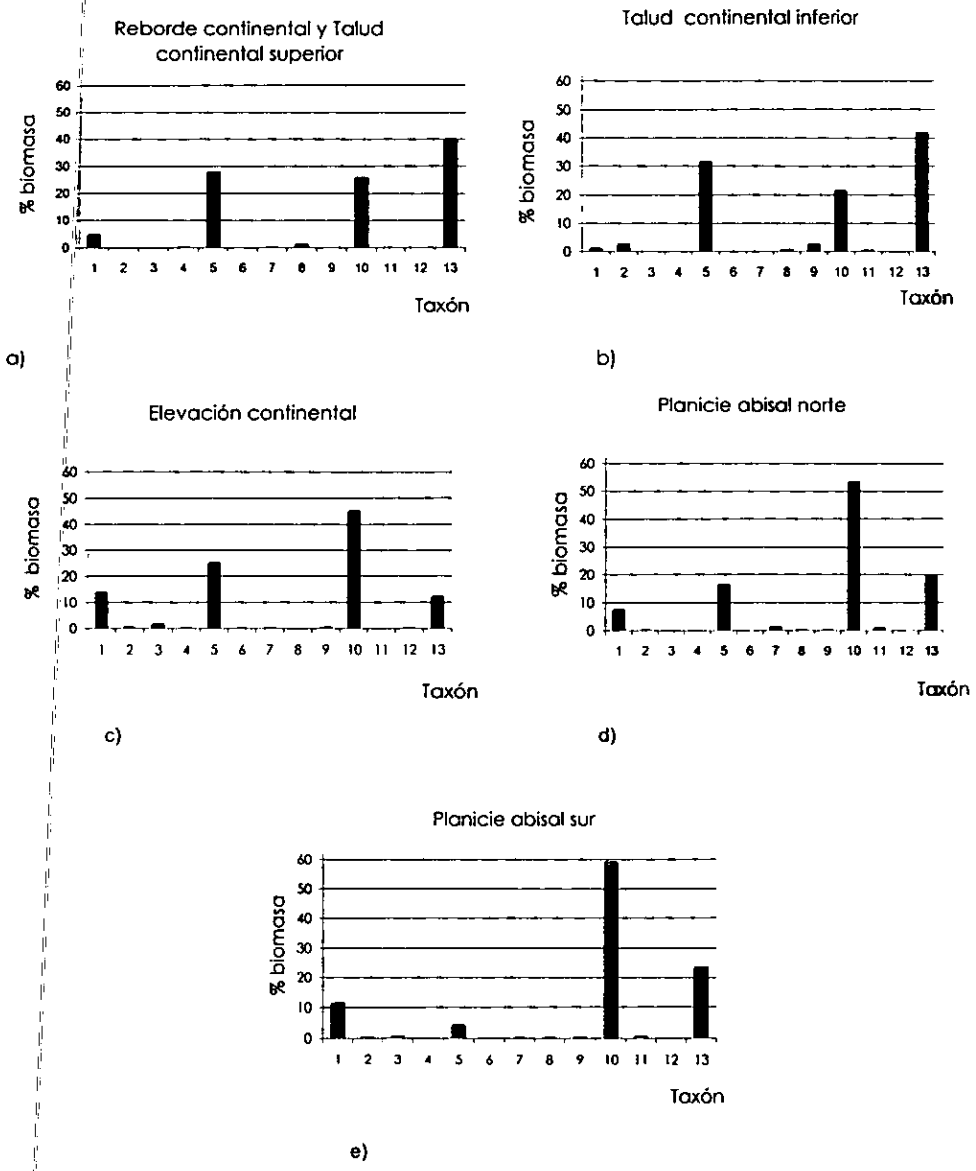 Reborde continental y Talud
continental superior
% biomasa
60
50
40
30
20
10
0
1 2 3 4 5 6 7 8 9 10 11 12 13
Taxón
a)
Talud continental inferior
% biomasa
60
50
40
30
20
10
0
1 2 3 4 5 6 7 8 9 10 11 12 13
Taxón
b)
Elevación continental
% biomasa
60
50
40
30
20
10
0
1 2 3 4 5 6 7 8 9 10 11 12 13
Taxón
c)
Planicie abisal norte
% biomasa
60
50
40
30
20
10
0
1 2 3 4 5 6 7 8 9 10 11 12 13
Taxón
d)
Planicie abisal sur
% biomasa
60
50
40
30
20
10
0
1 2 3 4 5 6 7 8 9 10 11 12 13
Taxón
e)